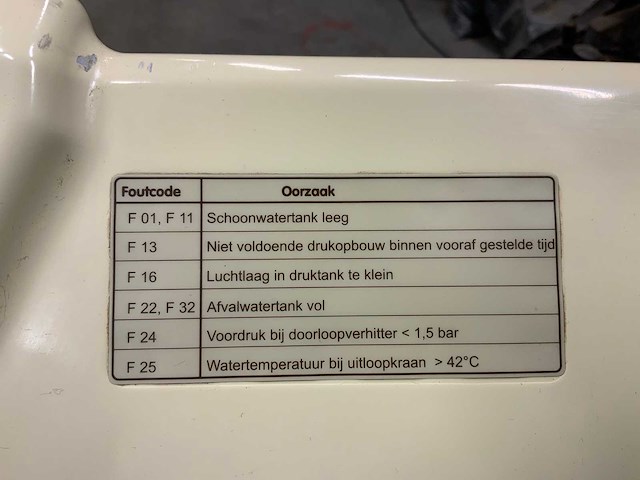 Foutcode Oorzaak
F 01, F 11 Schoonwatertank leeg
F 13 Niet voldoende drukopbouw binnen vooraf gestelde tijd
F 16 Luchtlaag in druktank te klein
F 22, F 32 Afvalwatertank vol
F 24 Voordruk bij doorloopverhitter < 1,5 bar
F 25 Watertemperatuur bij uitloopkraan > 42°C